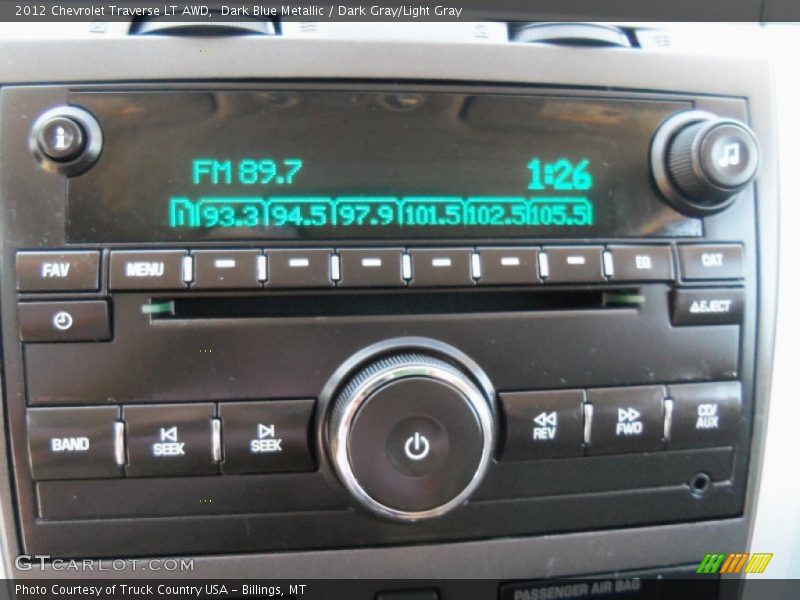 2012 Chevrolet Traverse LT AWD,  Dark Blue Metallic / Dark Gray/Light Gray
i
FM 89.7 1:26
1 93.3 94.5 97.9 101.5 102.5 105.5
FAV MENU EQ CAT
EJECT
BAND SEEK SEEK REV FWD CD/AUX
GTCARLOT.COM
PASSENGER AIR BAG
Photo Courtesy of Truck Country USA - Billings, MT